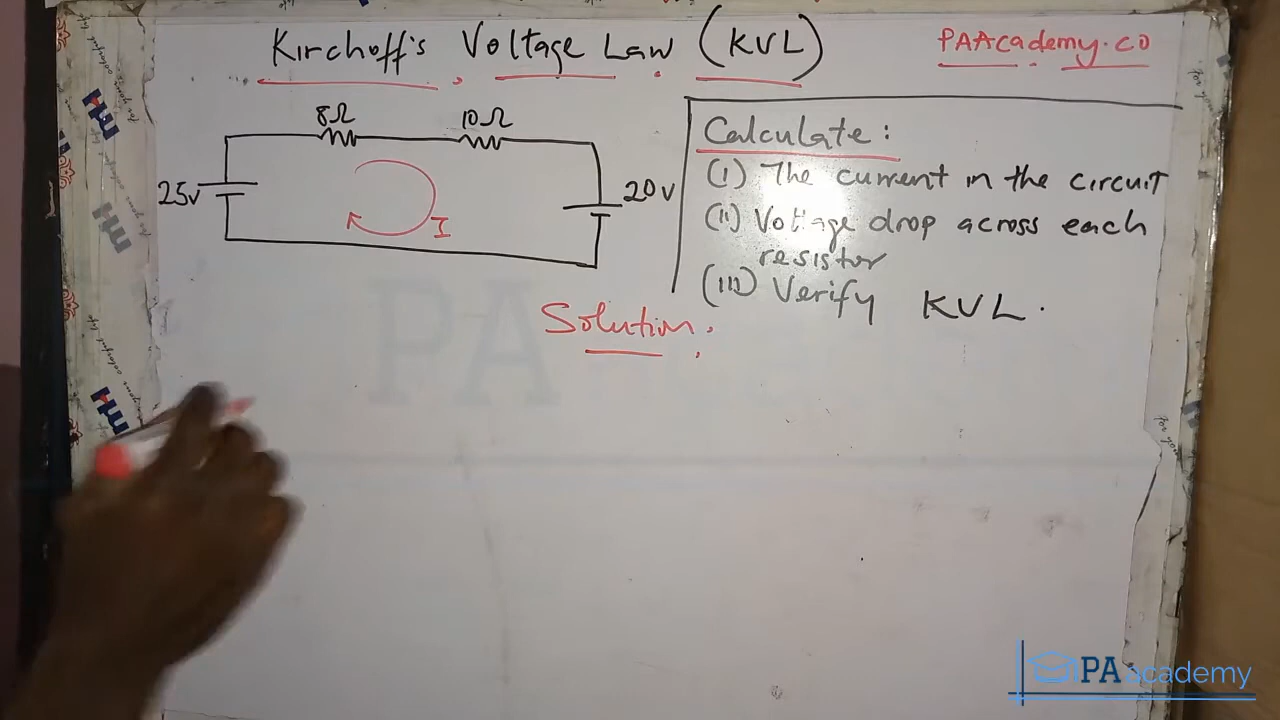 Kirchoff's Voltage Law (KVL)
PAAcademy.co
8Ω
10Ω
25v
20v
I
Calculate:
(I) The current in the circuit
(II) Voltage drop across each
resistor
(III) Verify KVL.
Solution.
PA academy